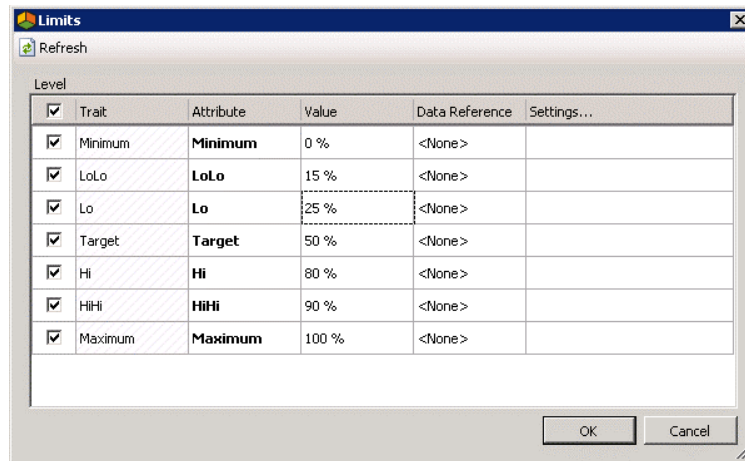 Limits
Refresh
Level
Trait Attribute Value Data Reference Settings...
Minimum Minimum 0 % <None>
LoLo LoLo 15 % <None>
Lo Lo 25 % <None>
Target Target 50 % <None>
Hi Hi 80 % <None>
HiHi HiHi 90 % <None>
Maximum Maximum 100 % <None>
OK Cancel